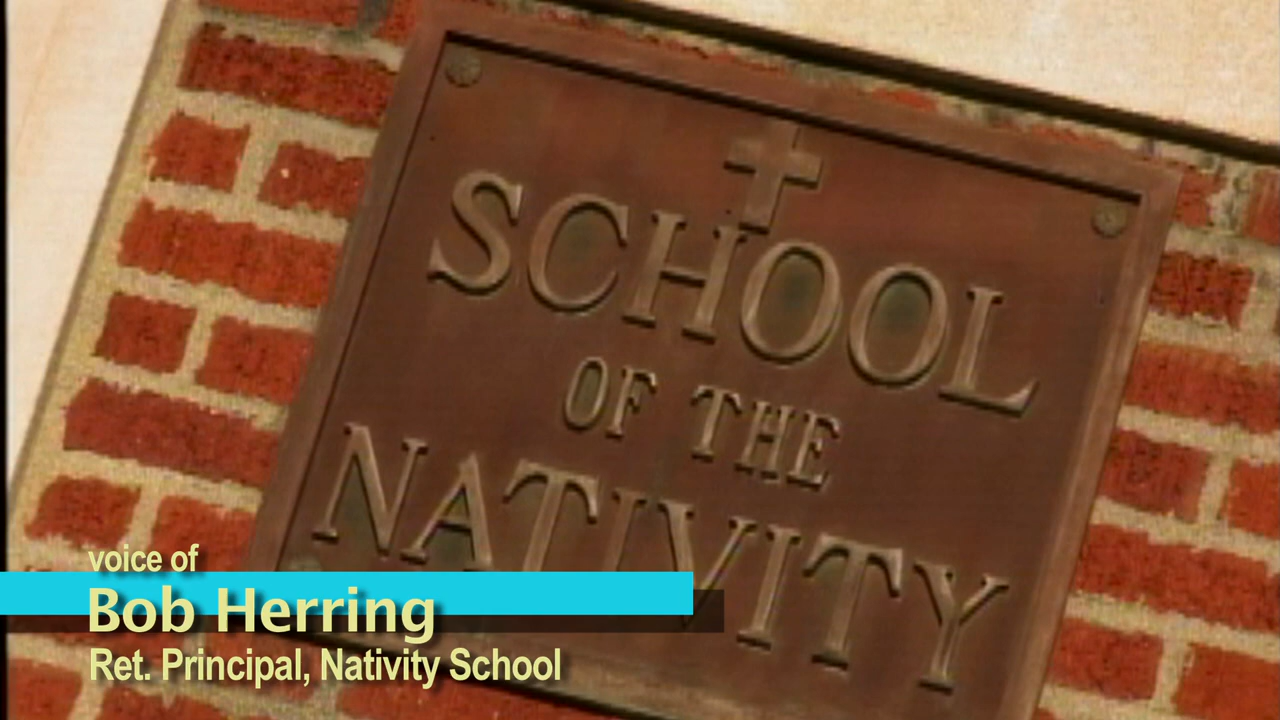 SCHOOL
OF THE
NATIVITY
voice of
Bob Herring
Ret. Principal, Nativity School